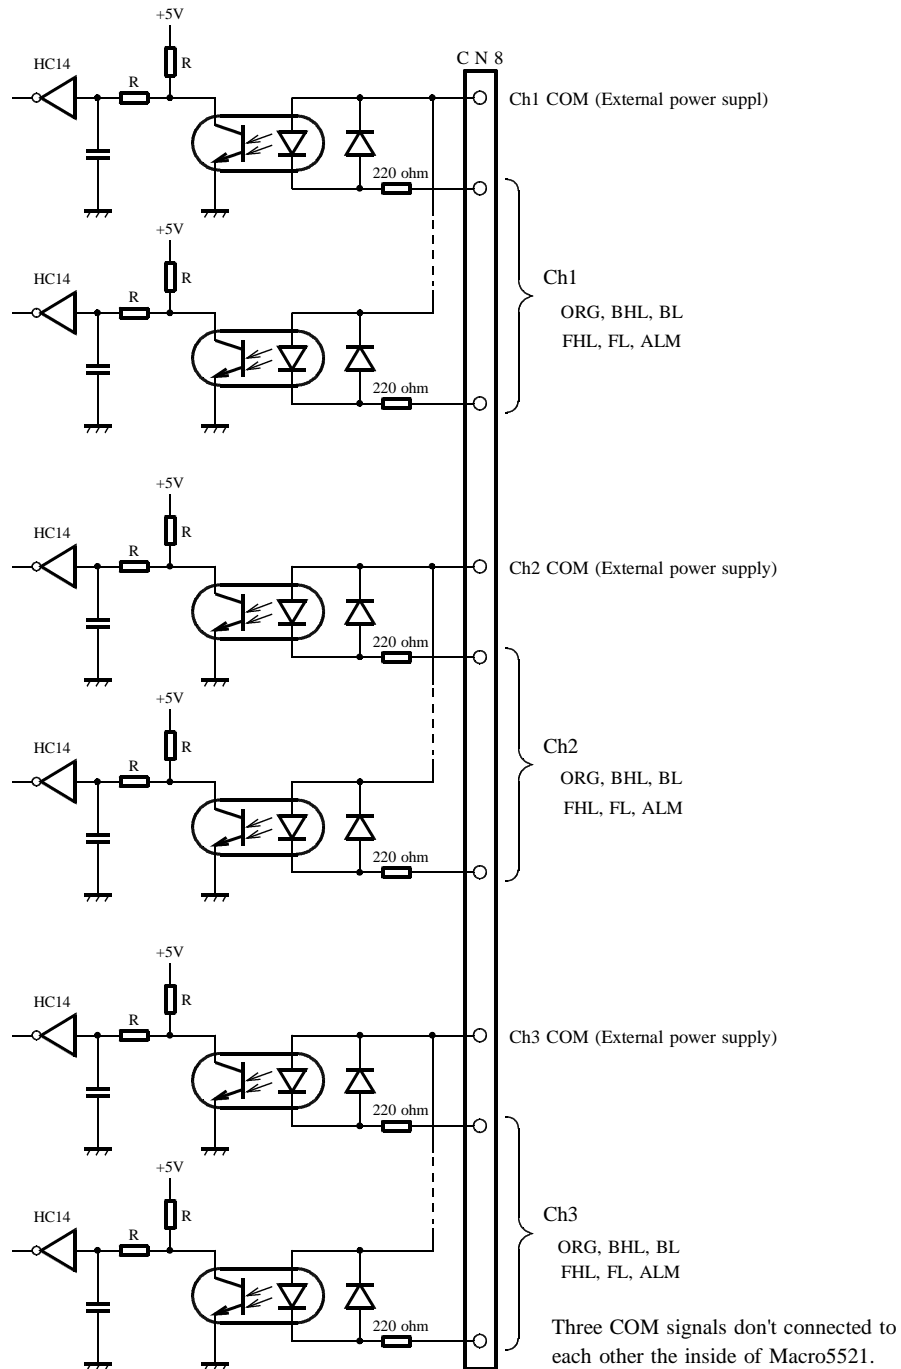 +5V
HC14
R
R
C N 8
Ch1 COM (External power suppl)
220 ohm
+5V
HC14
R
R
Ch1
ORG, BHL, BL
FHL, FL, ALM
220 ohm
+5V
HC14
R
R
Ch2 COM (External power supply)
220 ohm
+5V
HC14
R
R
Ch2
ORG, BHL, BL
FHL, FL, ALM
220 ohm
+5V
HC14
R
R
Ch3 COM (External power supply)
220 ohm
+5V
HC14
R
R
Ch3
ORG, BHL, BL
FHL, FL, ALM
220 ohm
Three COM signals don't connected to
each other the inside of Macro5521.